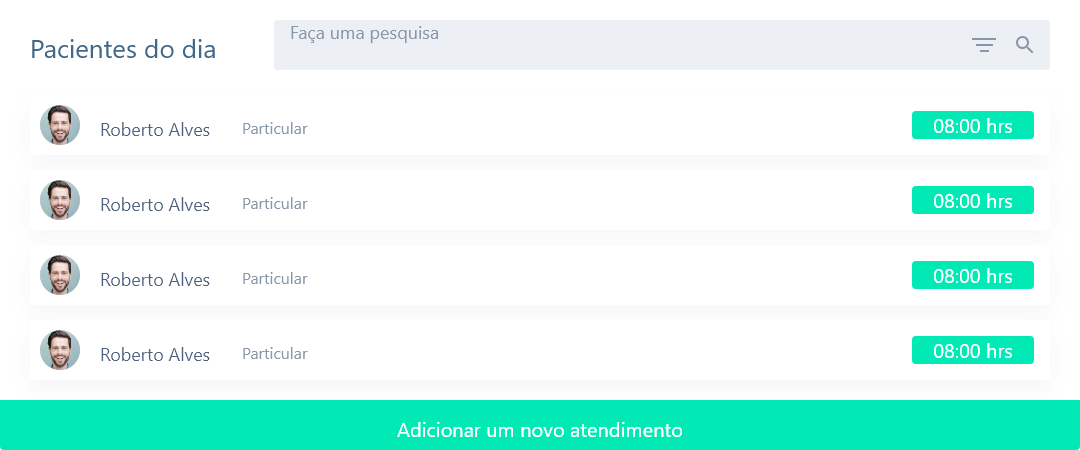 Pacientes do dia
Faça uma pesquisa
Roberto Alves Particular 08:00 hrs
Roberto Alves Particular 08:00 hrs
Roberto Alves Particular 08:00 hrs
Roberto Alves Particular 08:00 hrs
Adicionar um novo atendimento